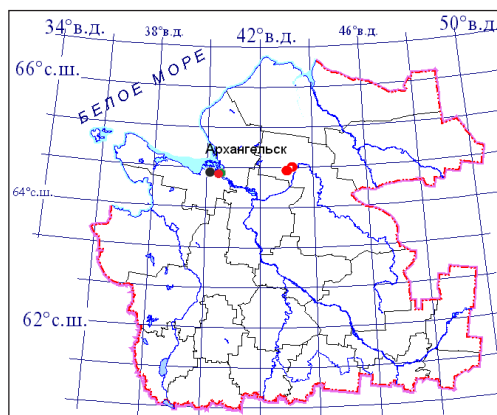 34°в.д.
38°в.д.
42°в.д.
46°в.д.
50°в.д.
66°с.ш.
БЕЛОЕ МОРЕ
Архангельск
64°с.ш.
62°с.ш.